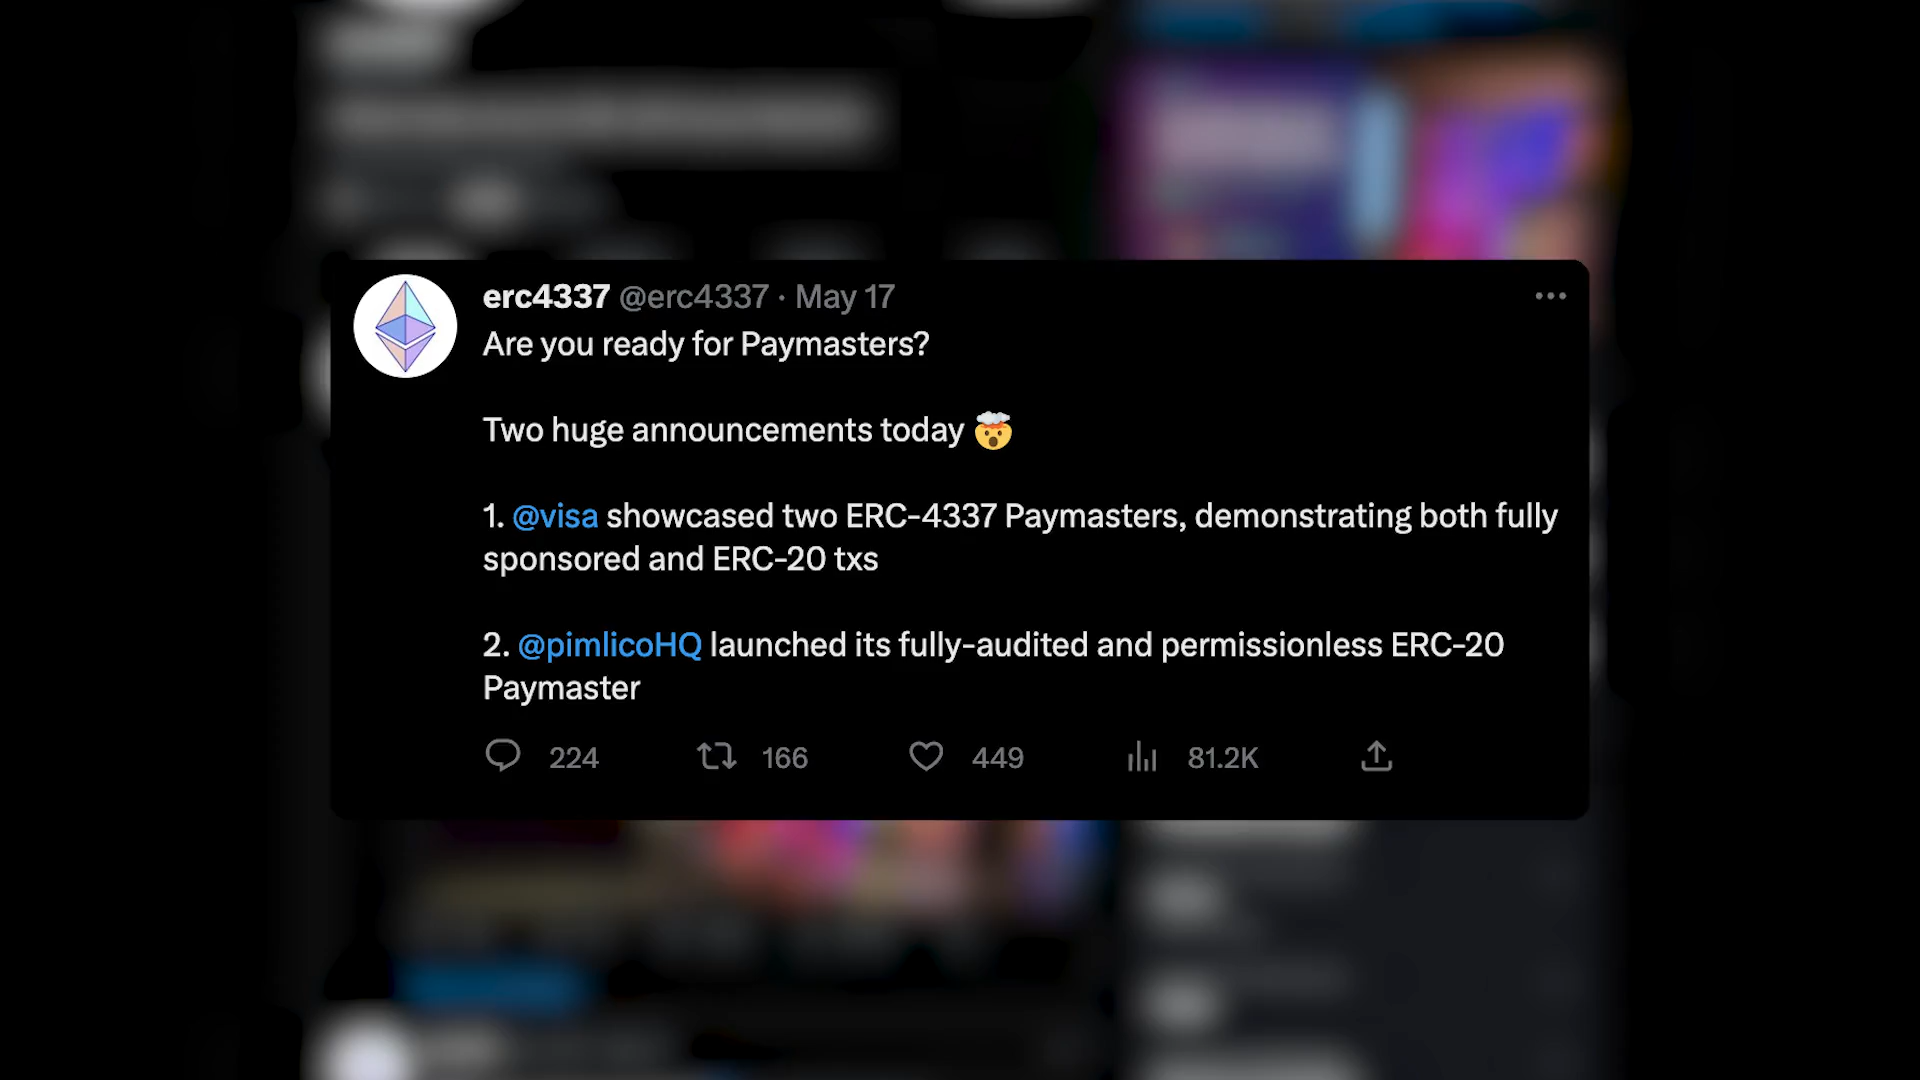 erc4337 @erc4337 · May 17
Are you ready for Paymasters?
Two huge announcements today 🤯
1. @visa showcased two ERC-4337 Paymasters, demonstrating both fully
sponsored and ERC-20 txs
2. @pimlicoHQ launched its fully-audited and permissionless ERC-20
Paymaster
224 166 449 81.2K